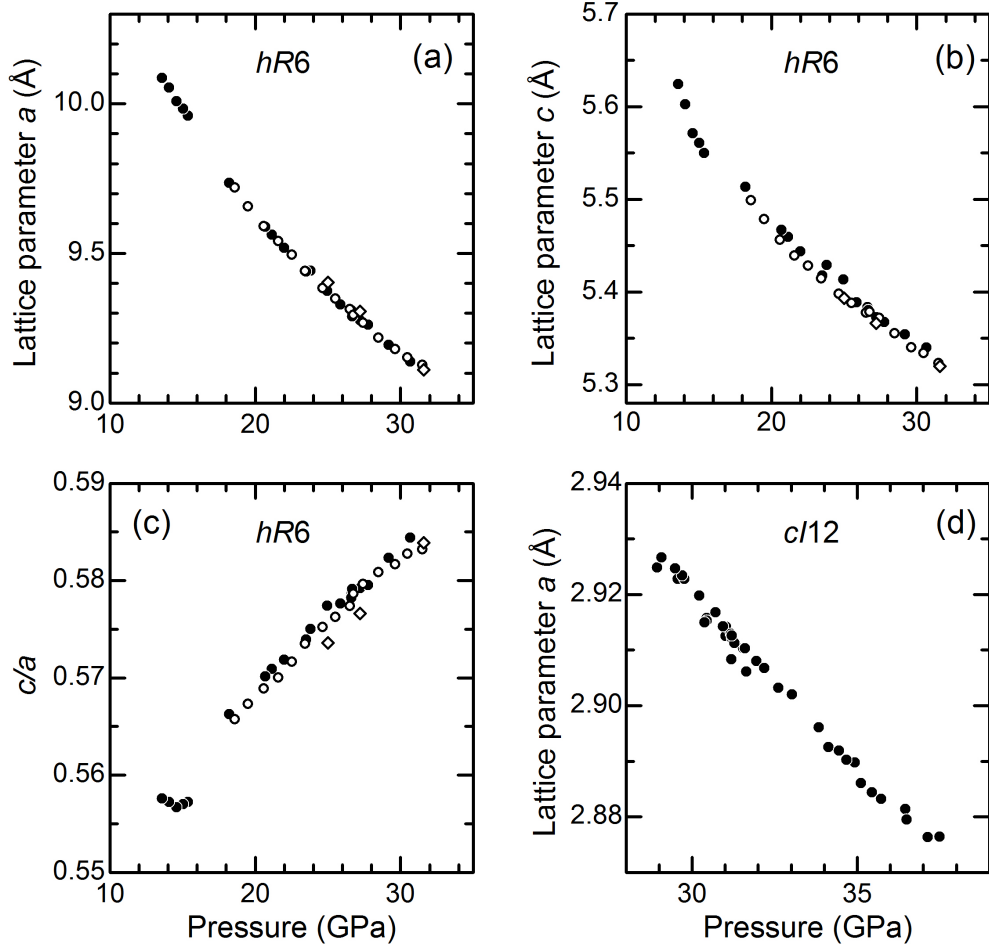 (a)
hR6
Lattice parameter a (Å)
10.0
9.5
9.0
10
20
30
(b)
hR6
Lattice parameter c (Å)
5.7
5.6
5.5
5.4
5.3
10
20
30
(c)
hR6
c/a
0.59
0.58
0.57
0.56
0.55
10
20
30
Pressure (GPa)
(d)
cI12
Lattice parameter a (Å)
2.94
2.92
2.90
2.88
30
35
Pressure (GPa)